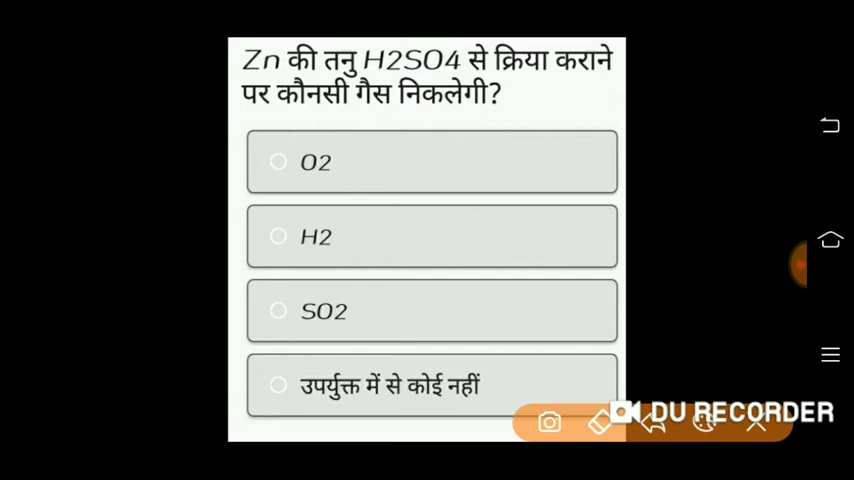 Zn की तनु H2SO4 से क्रिया कराने
पर कौनसी गैस निकलेगी?
O2
H2
SO2
उपर्युक्त में से कोई नहीं
DU RECORDER